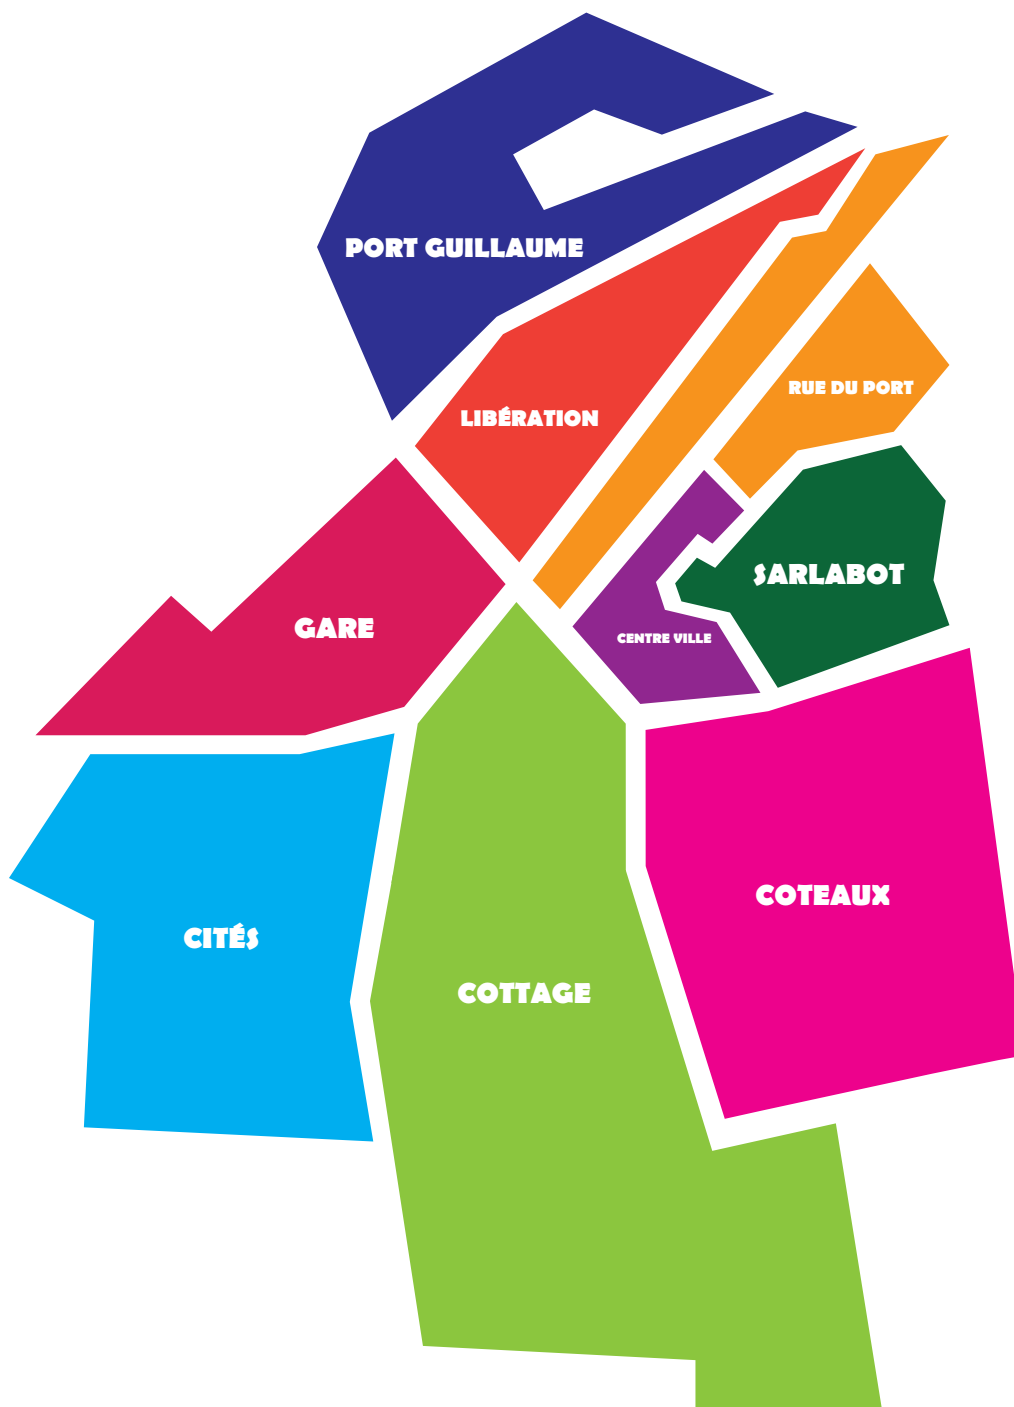 PORT GUILLAUME
RUE DU PORT
LIBÉRATION
SARLABOT
GARE
CENTRE VILLE
COTEAUX
CITÉS
COTTAGE